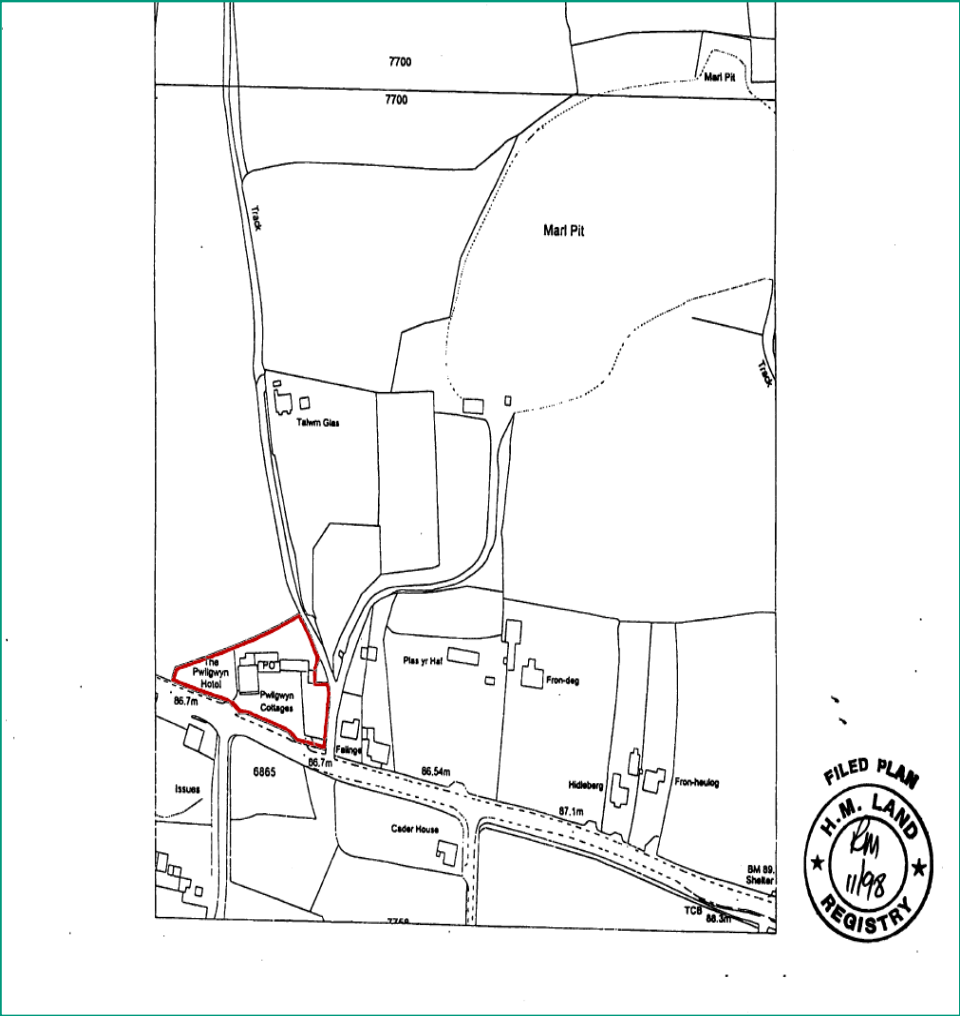 7700
Marl Pit
7700
Track
Marl Pit
Track
Talwrn Glas
The
Pwllgwyn
Hotel
PO
Pwllgwyn
Cottages
Plas yr Haf
Fron-deg
86.7m
86.7m
Falinge
86.54m
6865
Issues
Hidleberg
Fron-heulog
87.1m
Cader House
BM 89.
Shelter
TCB
88.3m
FILED PLAN
H.M. LAND
RM
11/98
REGISTRY